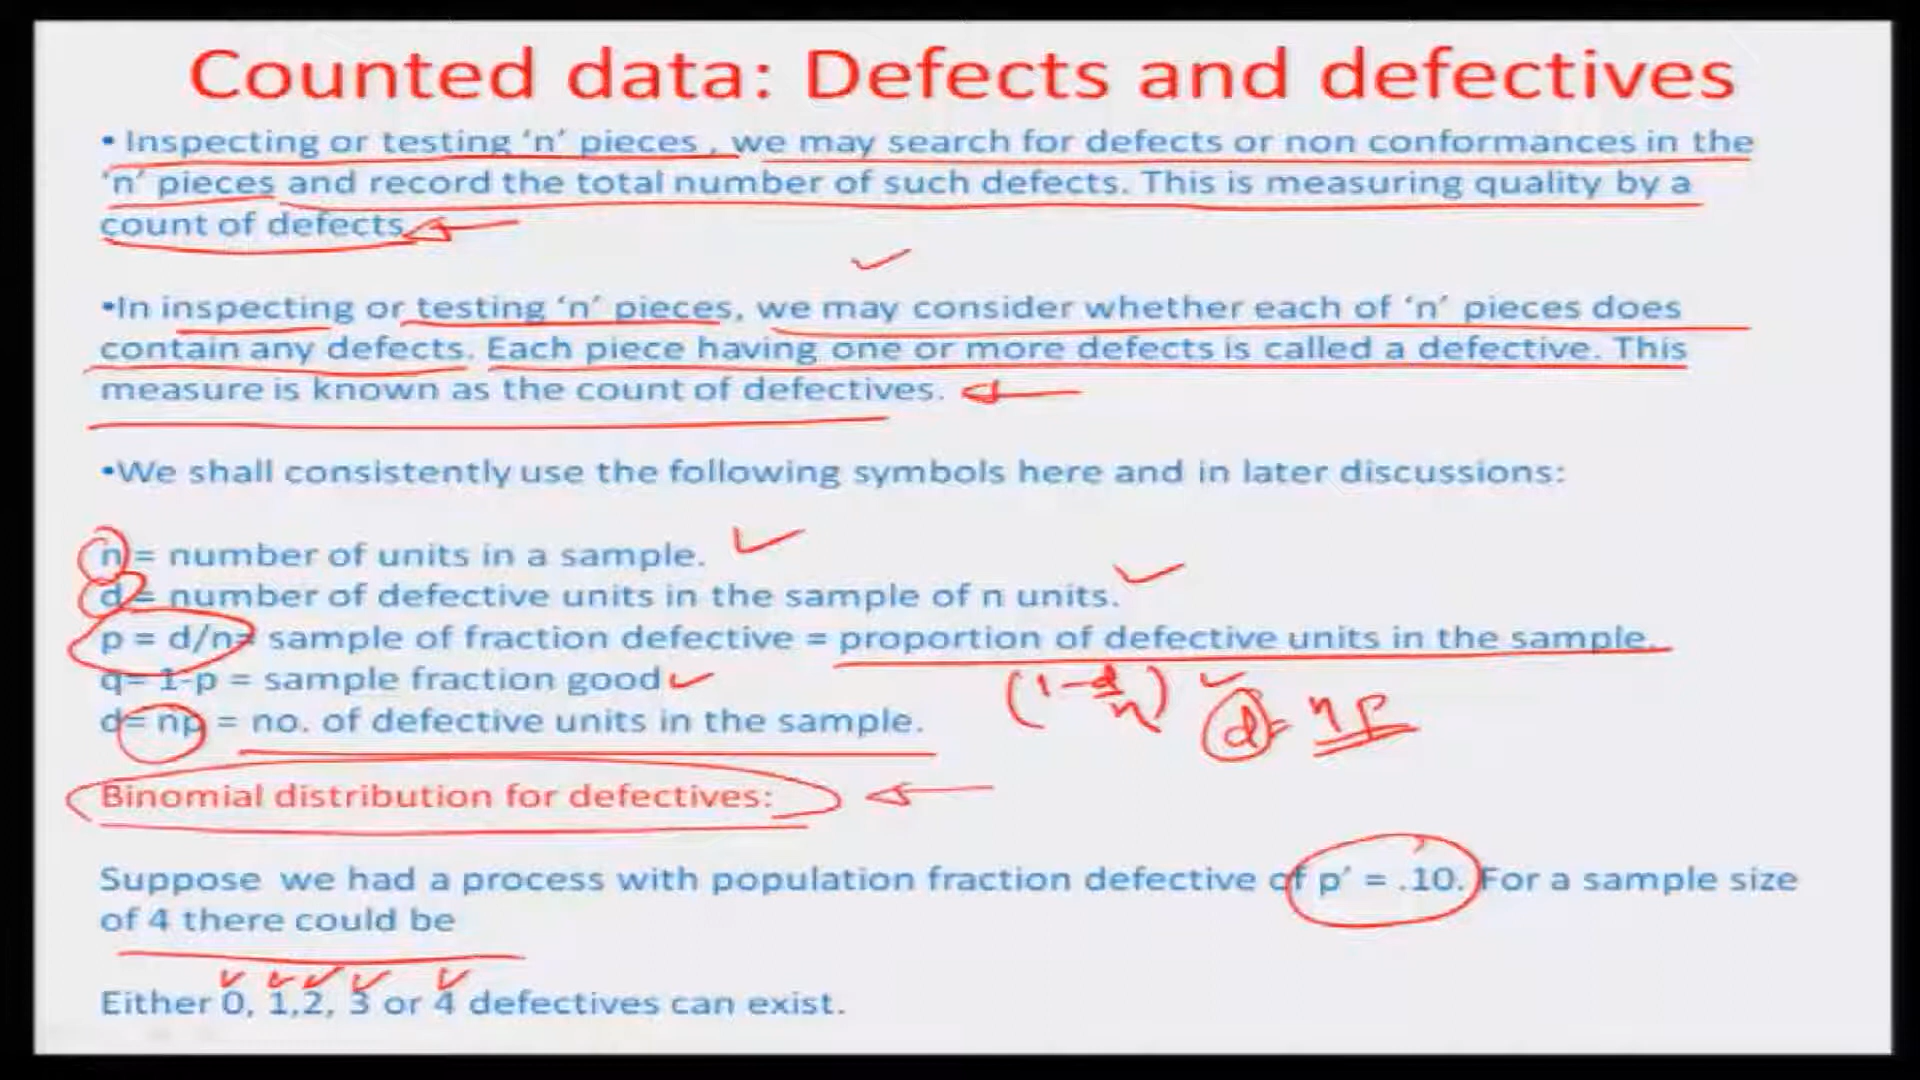 Counted data: Defects and defectives
• Inspecting or testing ‘n’ pieces , we may search for defects or non conformances in the
‘n’ pieces and record the total number of such defects. This is measuring quality by a
count of defects.
•In inspecting or testing ‘n’ pieces, we may consider whether each of ‘n’ pieces does
contain any defects. Each piece having one or more defects is called a defective. This
measure is known as the count of defectives.
•We shall consistently use the following symbols here and in later discussions:
n = number of units in a sample.
d = number of defective units in the sample of n units.
p = d/n= sample of fraction defective = proportion of defective units in the sample.
q= 1-p = sample fraction good
(1-d/n) d = np
d= np = no. of defective units in the sample.
Binomial distribution for defectives:
Suppose we had a process with population fraction defective of p’ = .10. For a sample size
of 4 there could be
Either 0, 1,2, 3 or 4 defectives can exist.